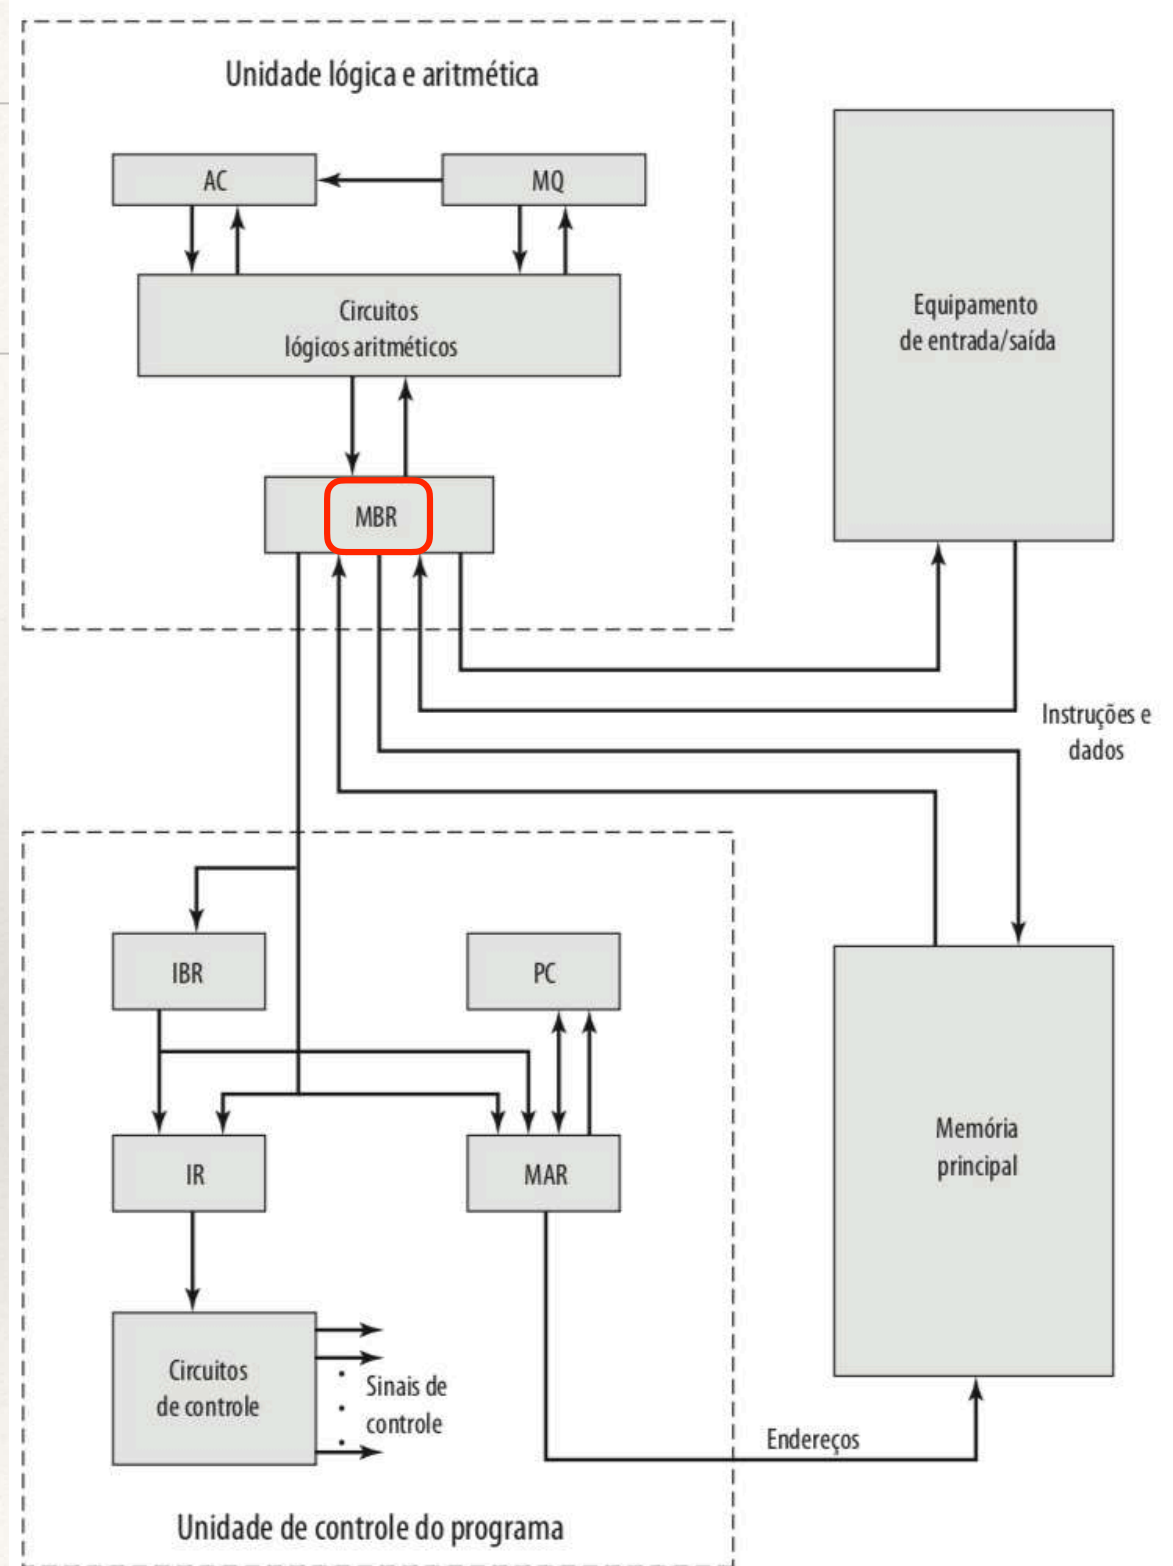 Unidade lógica e aritmética
AC
MQ
Circuitos
lógicos aritméticos
Equipamento
de entrada/saída
MBR
Instruções e
dados
IBR
PC
IR
MAR
Memória
principal
Circuitos
de controle
Sinais de
controle
Endereços
Unidade de controle do programa